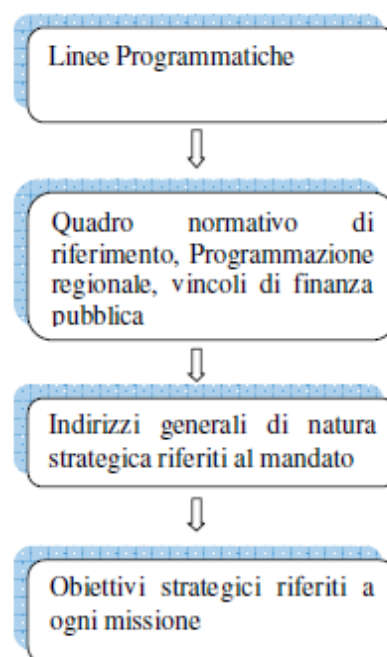 Linee Programmatiche
Quadro normativo di
riferimento, Programmazione
regionale, vincoli di finanza
pubblica
Indirizzi generali di natura
strategica riferiti al mandato
Obiettivi strategici riferiti a
ogni missione